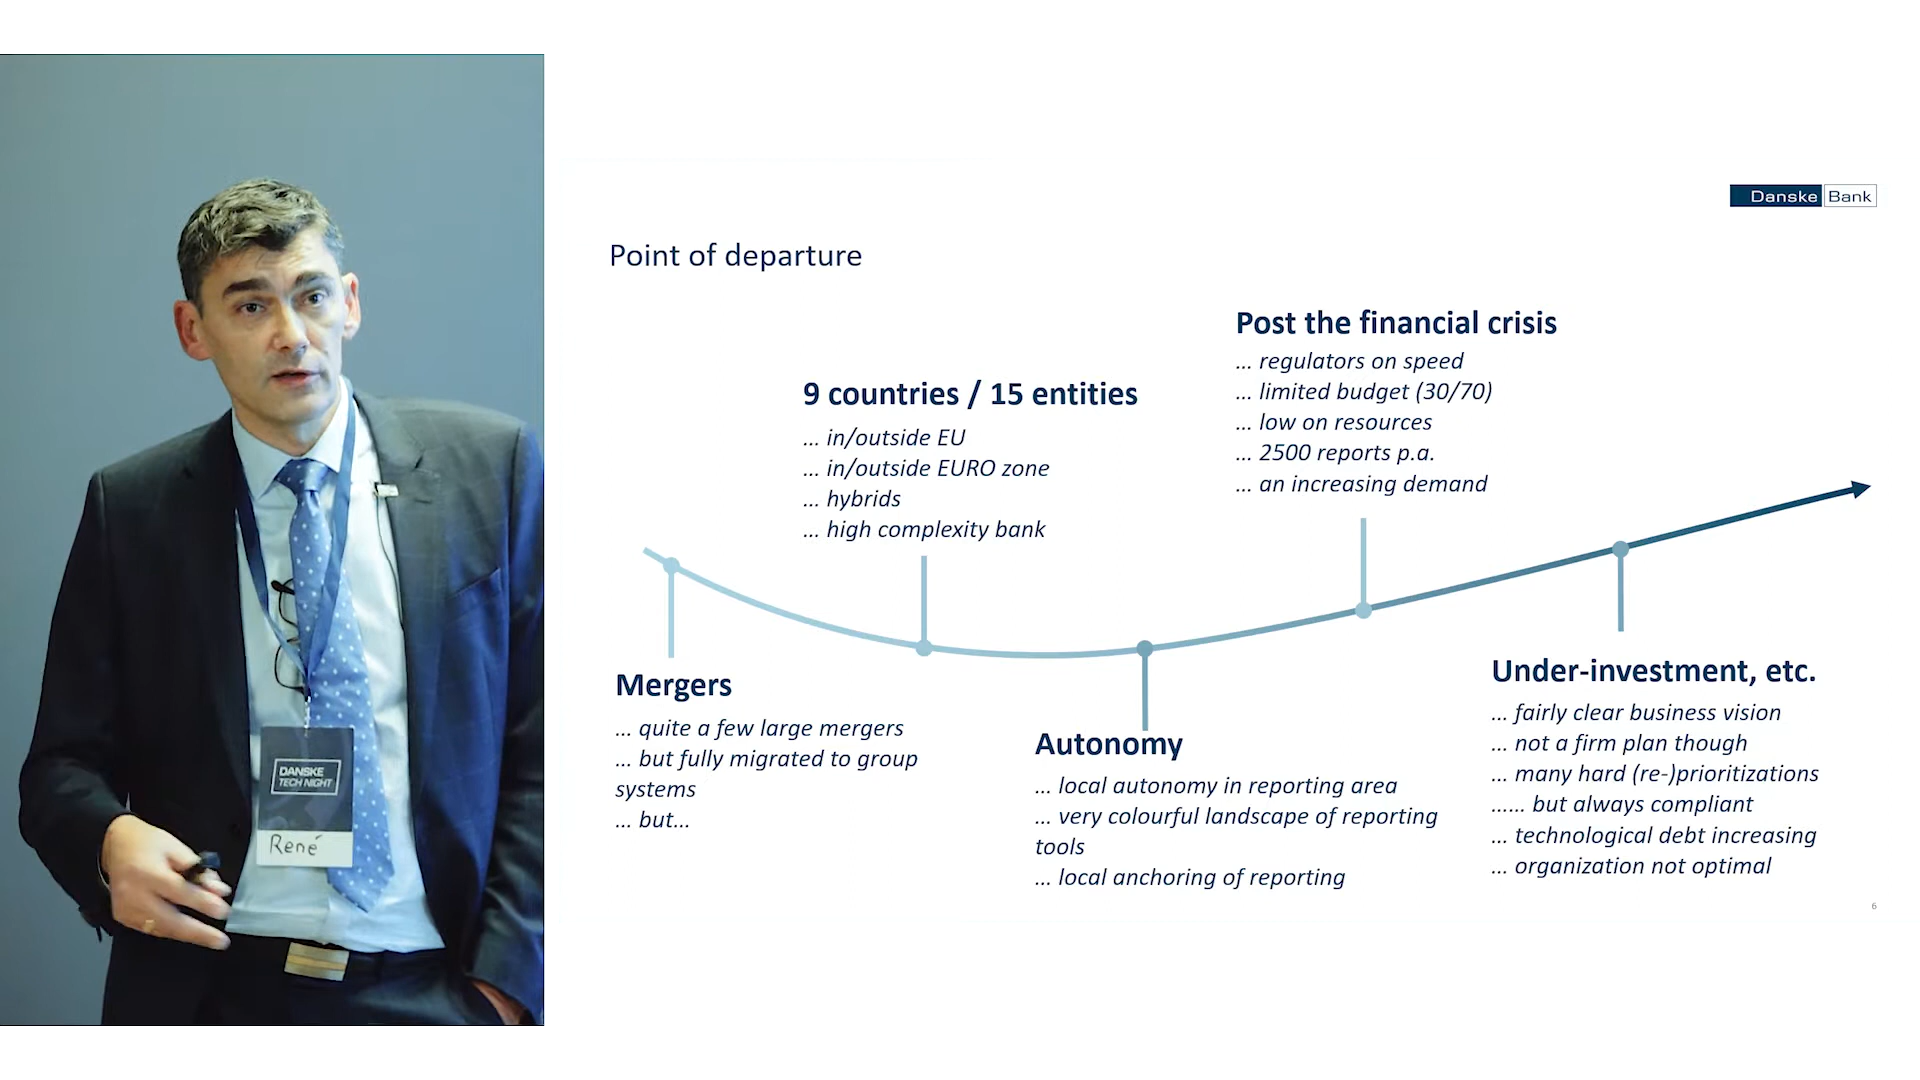 Danske Bank
Point of departure
Post the financial crisis
... regulators on speed
... limited budget (30/70)
... low on resources
... 2500 reports p.a.
... an increasing demand
9 countries / 15 entities
... in/outside EU
... in/outside EURO zone
... hybrids
... high complexity bank
Mergers
... quite a few large mergers
... but fully migrated to group
systems
... but...
Autonomy
... local autonomy in reporting area
... very colourful landscape of reporting
tools
... local anchoring of reporting
Under-investment, etc.
... fairly clear business vision
... not a firm plan though
... many hard (re-)prioritizations
...... but always compliant
... technological debt increasing
... organization not optimal
6
DANSKE
TECH NIGHT
René